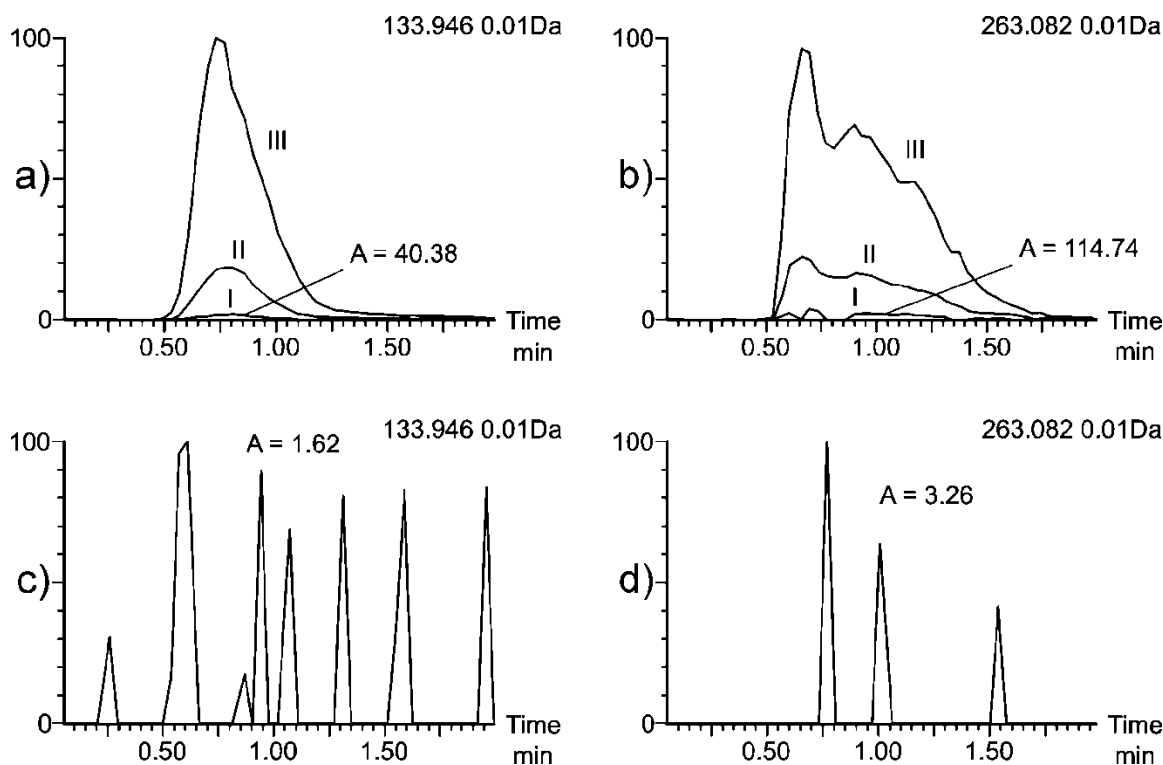 133.946 0.01Da
100
a)
III
II
A = 40.38
I
0
0.50 1.00 1.50
Time
min
263.082 0.01Da
100
b)
III
II
A = 114.74
I
0
0.50 1.00 1.50
Time
min
133.946 0.01Da
100
A = 1.62
c)
0
0.50 1.00 1.50
Time
min
263.082 0.01Da
100
A = 3.26
d)
0
0.50 1.00 1.50
Time
min